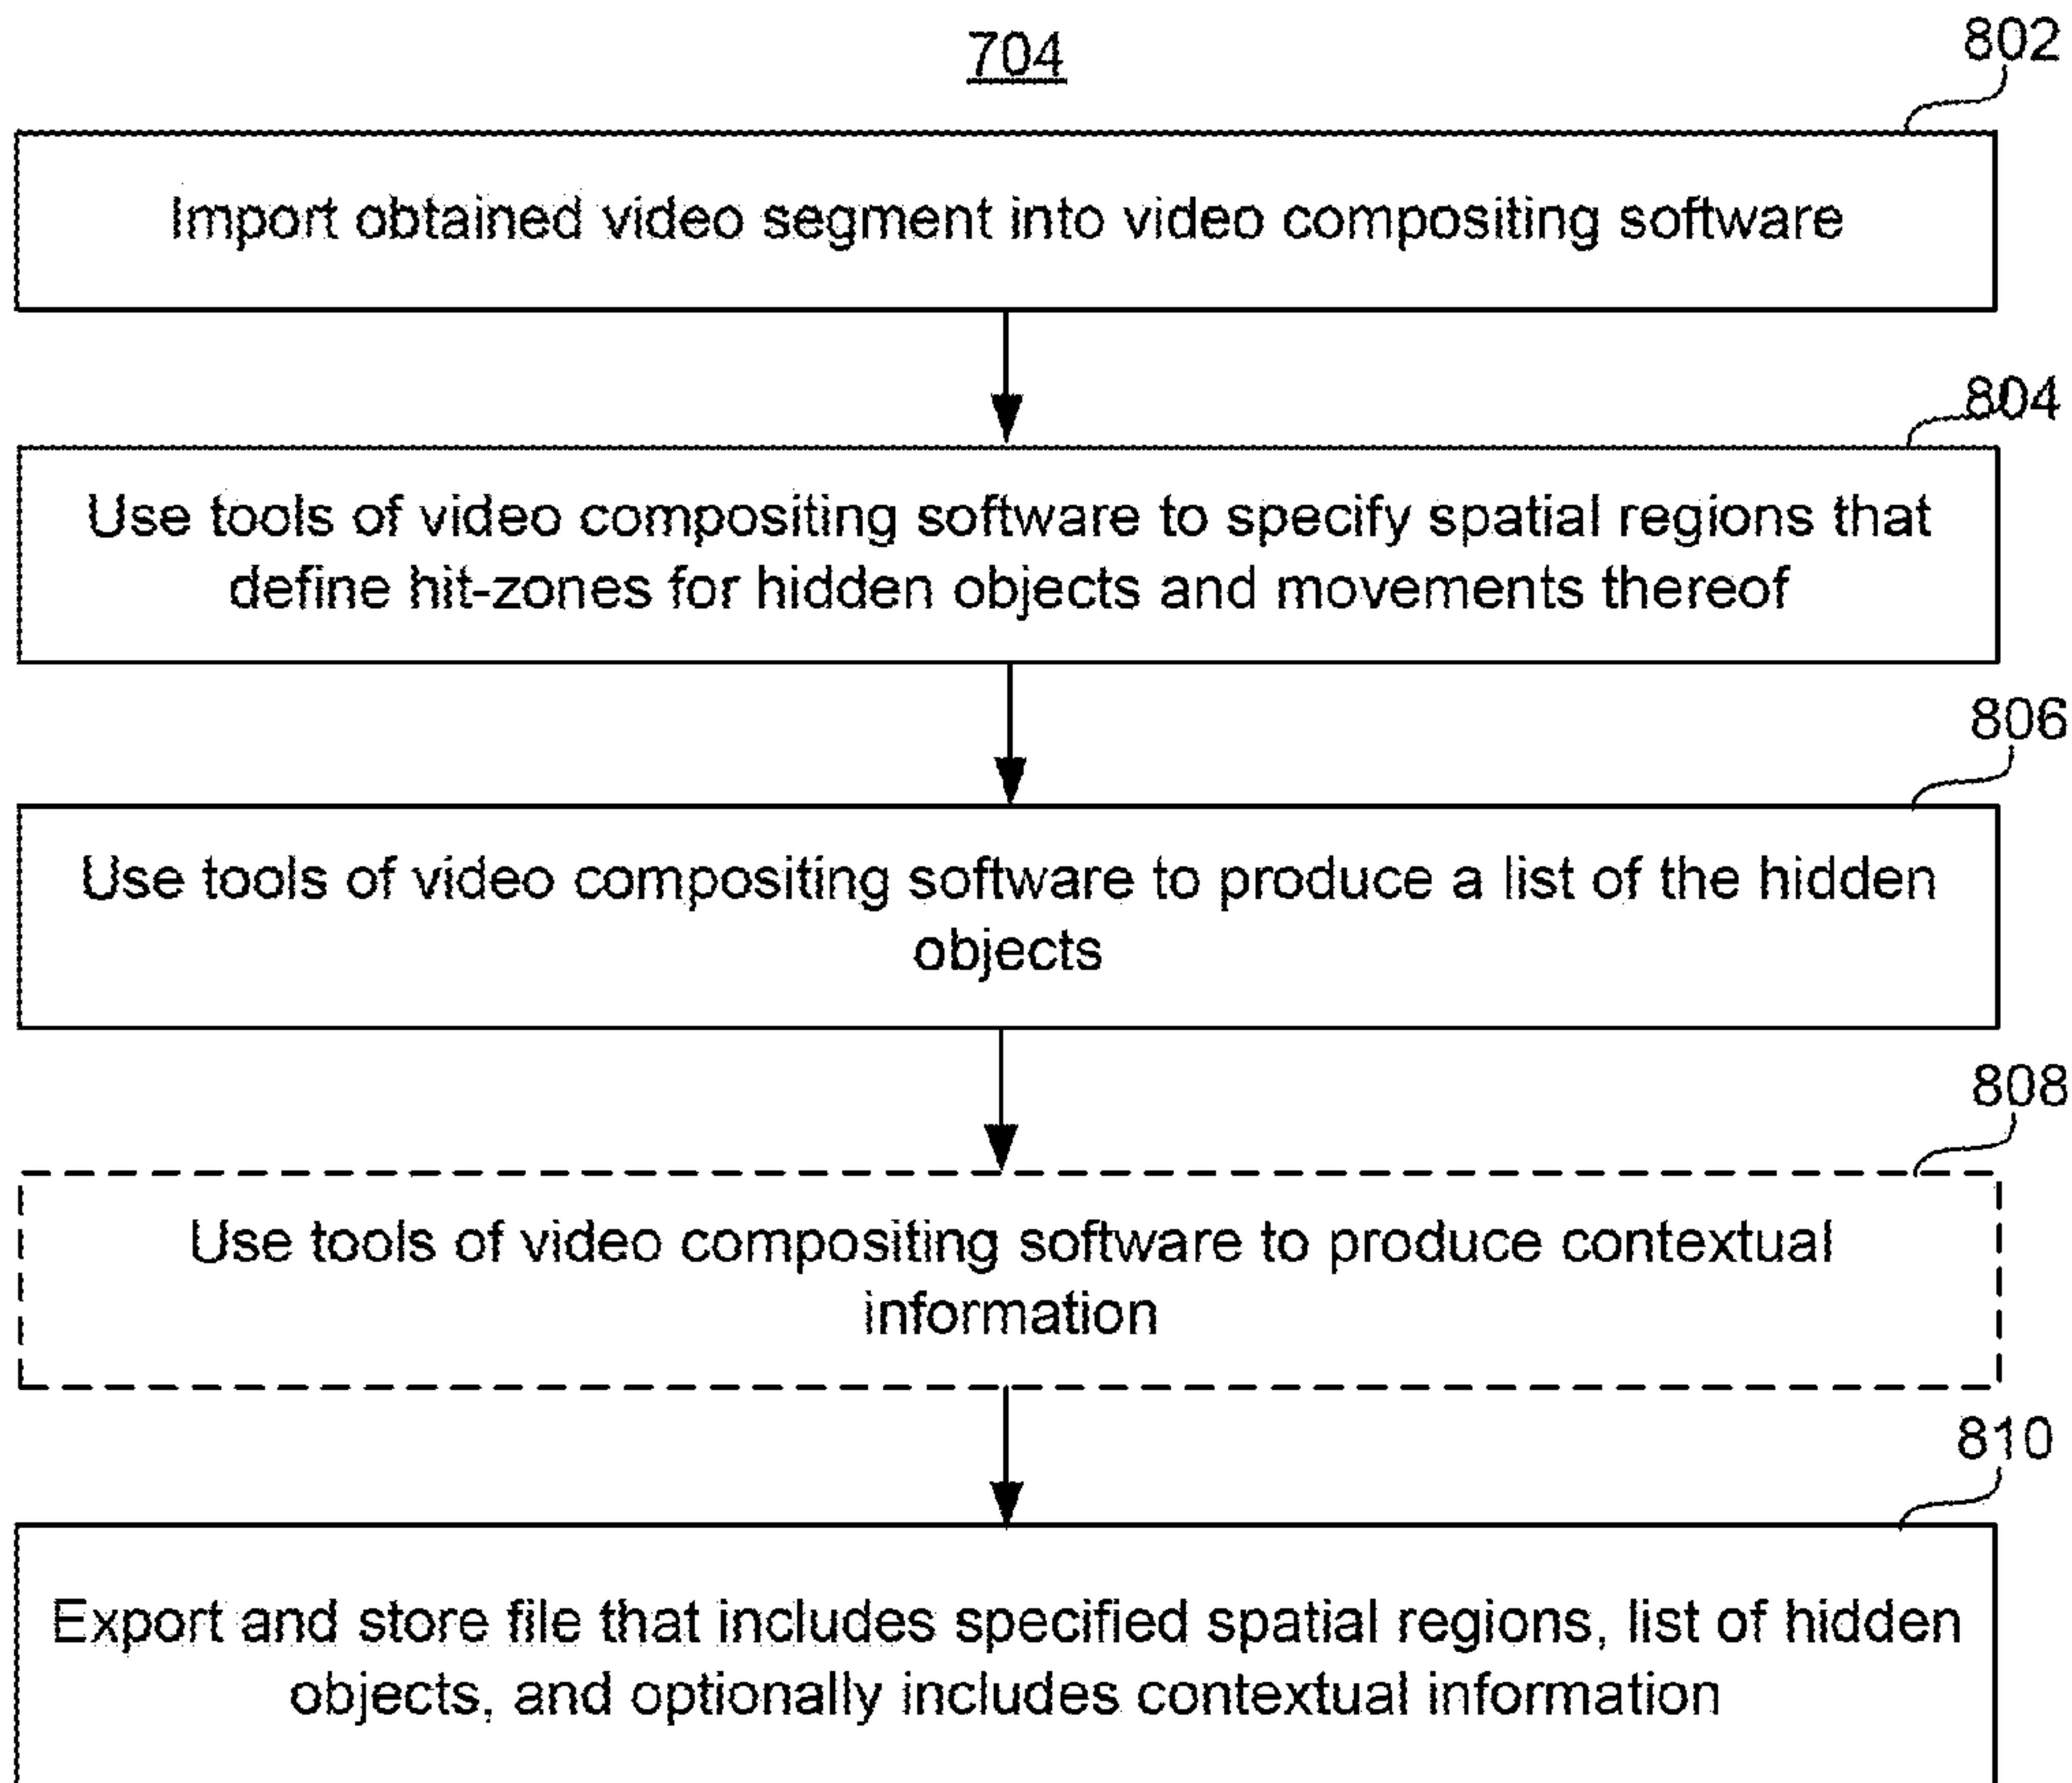 704
802
Import obtained video segment into video compositing software
804
Use tools of video compositing software to specify spatial regions that
define hit-zones for hidden objects and movements thereof
806
Use tools of video compositing software to produce a list of the hidden
objects
808
Use tools of video compositing software to produce contextual
information
810
Export and store file that includes specified spatial regions, list of hidden
objects, and optionally includes contextual information